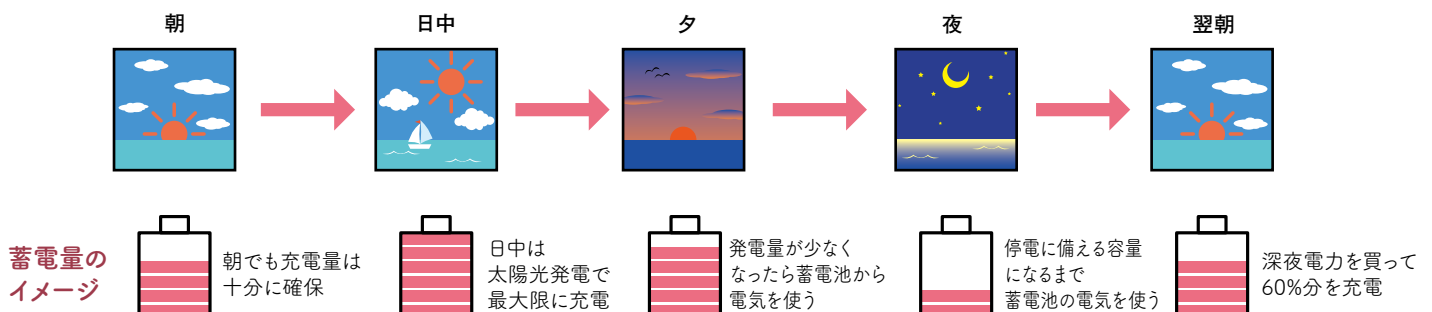 朝
日中
夕
夜
翌朝
蓄電量の
イメージ
朝でも充電量は
十分に確保
日中は
太陽光発電で
最大限に充電
発電量が少なく
なったら蓄電池から
電気を使う
停電に備える容量
になるまで
蓄電池の電気を使う
深夜電力を買って
60%分を充電